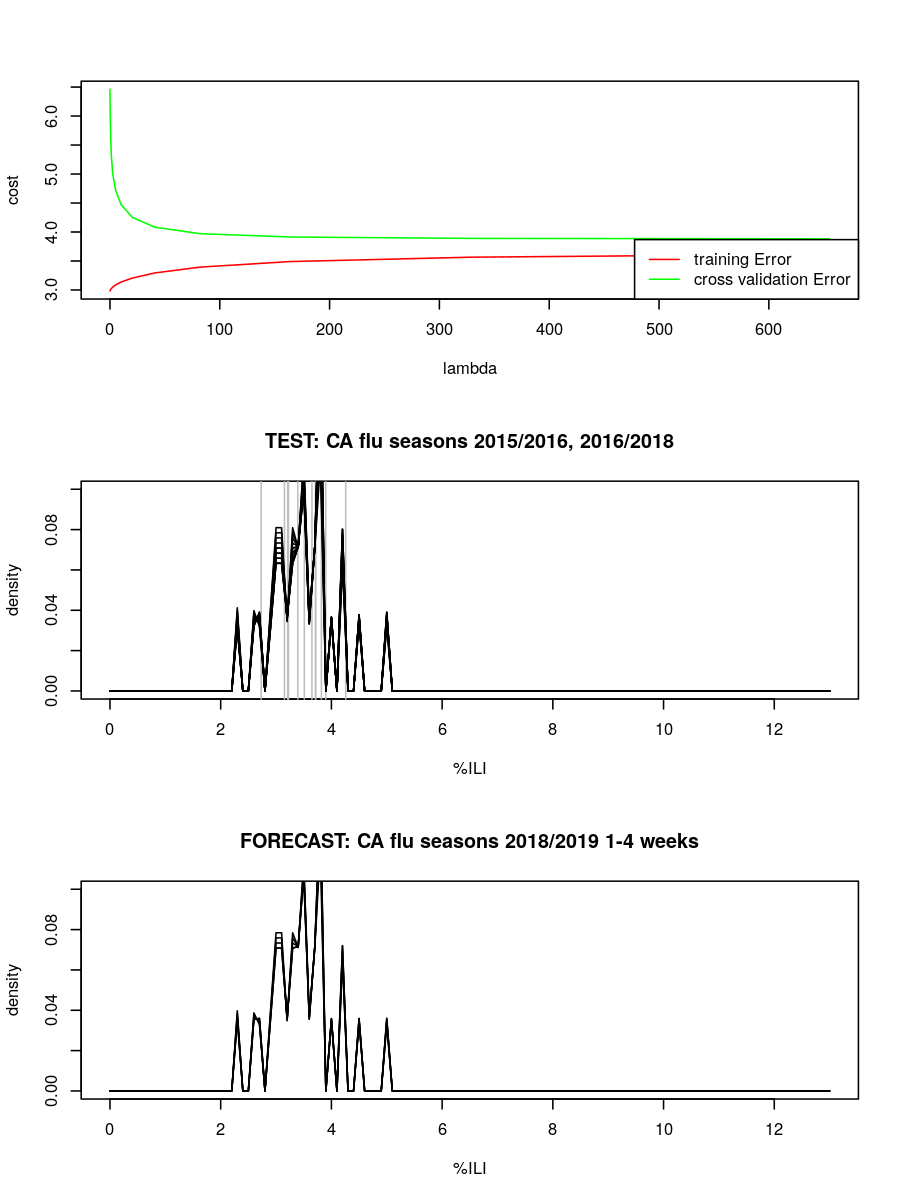 cost
6.0
5.0
4.0
3.0
training Error
cross validation Error
0 100 200 300 400 500 600
lambda
TEST: CA flu seasons 2015/2016, 2016/2018
density
0.08
0.04
0.00
0 2 4 6 8 10 12
%ILI
FORECAST: CA flu seasons 2018/2019 1-4 weeks
density
0.08
0.04
0.00
0 2 4 6 8 10 12
%ILI